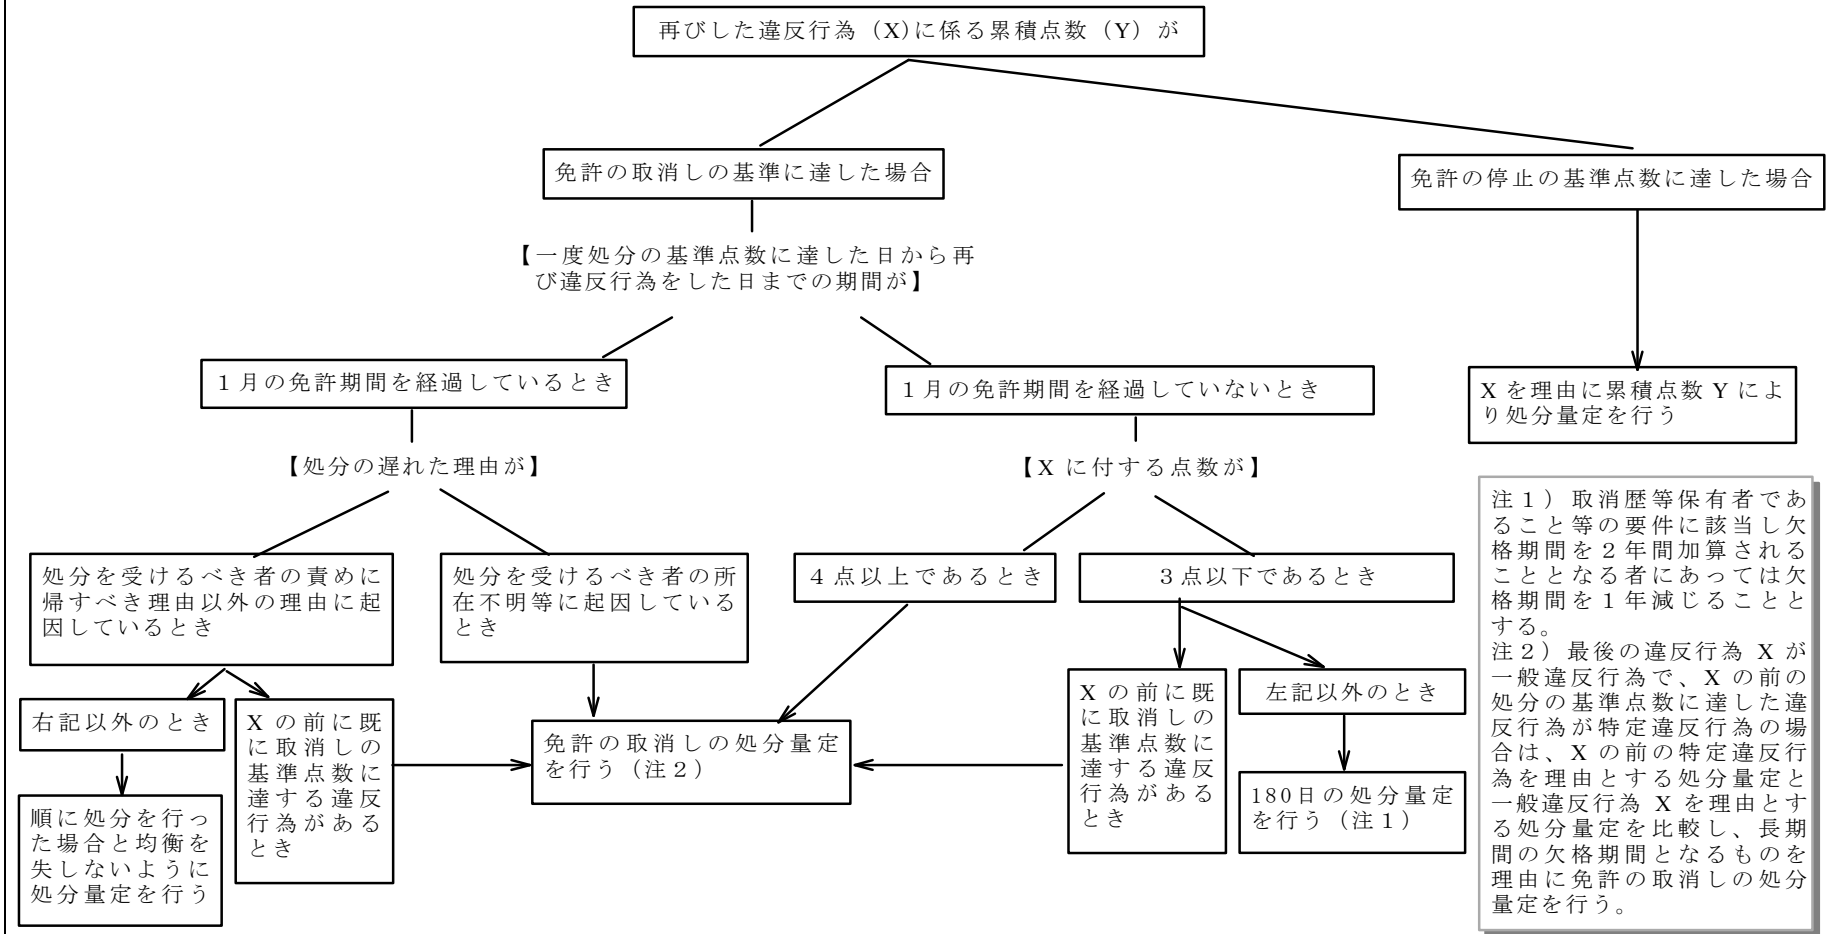 再びした違反行為（X)に係る累積点数（Y）が
免許の取消しの基準に達した場合
免許の停止の基準点数に達した場合
【一度処分の基準点数に達した日から再
び違反行為をした日までの期間が】
１月の免許期間を経過しているとき
１月の免許期間を経過していないとき
X を理由に累積点数 Y によ
り処分量定を行う
【処分の遅れた理由が】
【X に付する点数が】
処分を受けるべき者の責めに
帰すべき理由以外の理由に起
因しているとき
処分を受けるべき者の所
在不明等に起因している
とき
４点以上であるとき
３点以下であるとき
右記以外のとき
X の前に既
に取消しの
基準点数に
達する違反
行為がある
とき
免許の取消しの処分量定
を行う（注２）
X の前に既
に取消しの
基準点数に
達する違反
行為がある
とき
左記以外のとき
順に処分を行っ
た場合と均衡を
失しないように
処分量定を行う
180日の処分量定
を行う（注１）
注１）取消歴等保有者であ
ること等の要件に該当し欠
格期間を２年間加算される
こととなる者にあっては欠
格期間を１年減じることと
する。
注２）最後の違反行為 X が
一般違反行為で、X の前の
処分の基準点数に達した違
反行為が特定違反行為の場
合は、X の前の特定違反行
為を理由とする処分量定と
一般違反行為 X を理由とす
る処分量定を比較し、長期
間の欠格期間となるものを
理由に免許の取消しの処分
量定を行う。